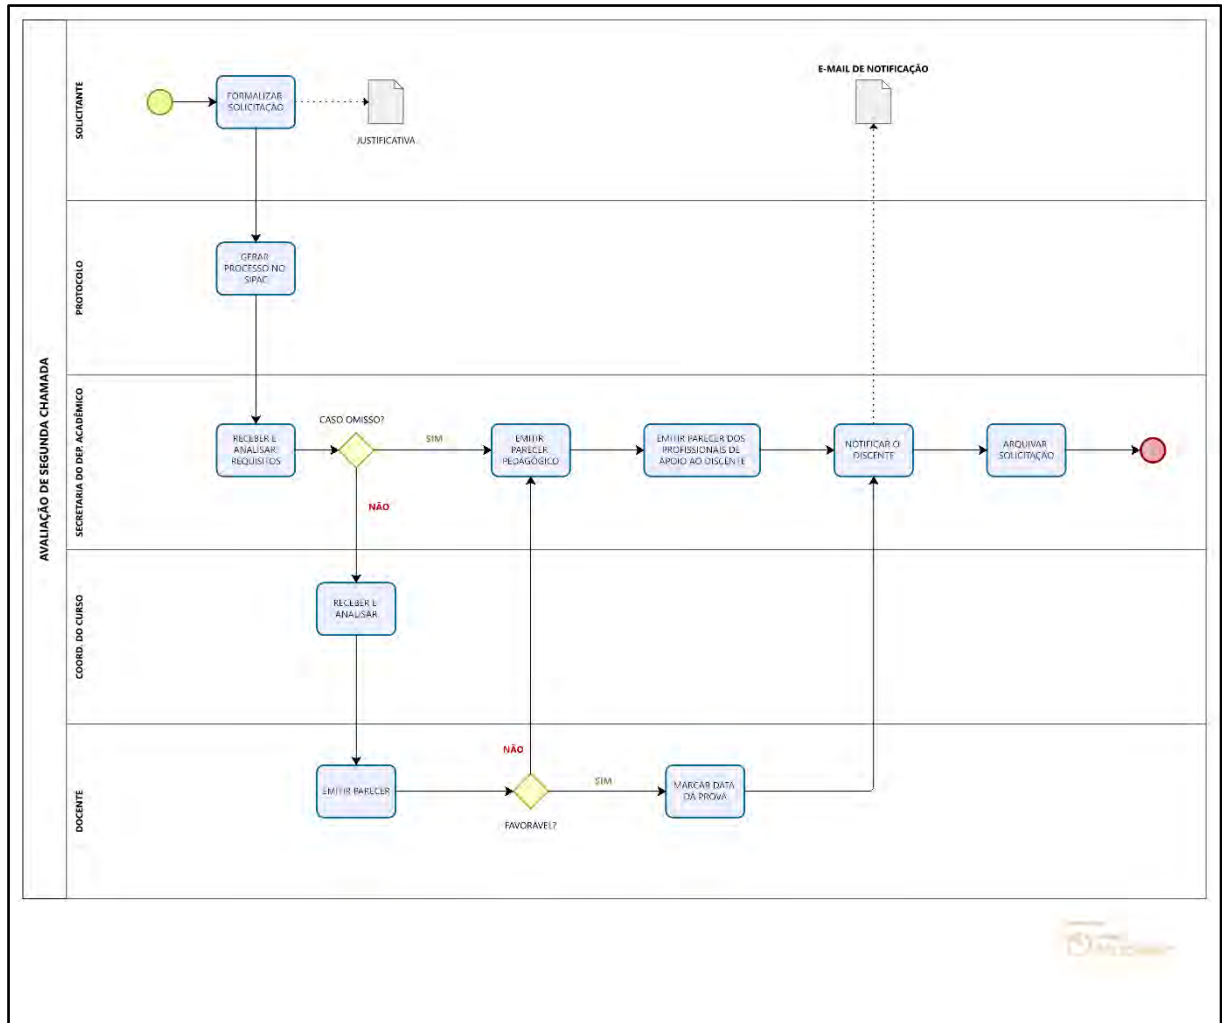 AVALIAÇÃO DE SEGUNDA CHAMADA
SOLICITANTE
FORMALIZAR
SOLICITAÇÃO
JUSTIFICATIVA
E-MAIL DE NOTIFICAÇÃO
PROTOCOLO
GERAR
PROCESSO NO
SIPAC
SECRETARIA DO DEP. ACADÊMICO
RECEBER E
ANALISAR
REQUISITOS
CASO OMISSO?
SIM
NÃO
EMITIR
PARECER
PEDAGÓGICO
EMITIR PARECER DOS
PROFISSIONAIS DE
APOIO AO DISCENTE
NOTIFICAR O
DISCENTE
ARQUIVAR
SOLICITAÇÃO
COORD. DO CURSO
RECEBER E
ANALISAR
DOCENTE
EMITIR PARECER
NÃO
FAVORÁVEL?
SIM
MARCAR DATA
DA PROVA